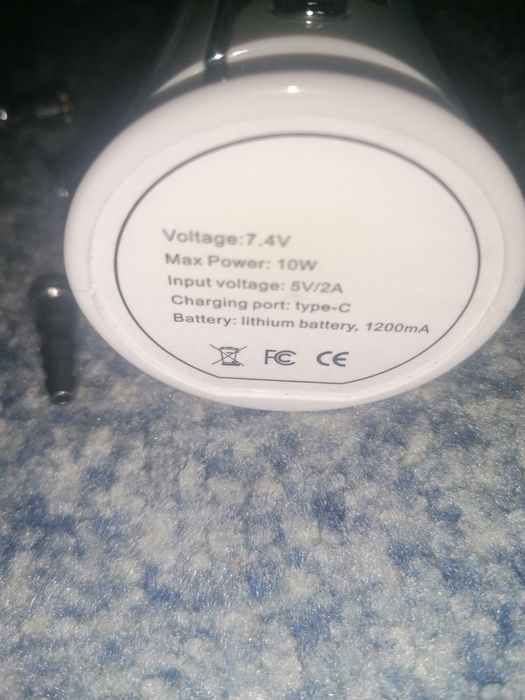 Voltage:7.4V
Max Power: 10W
Input voltage: 5V/2A
Charging port: type-C
Battery: lithium battery, 1200mA
FC CE